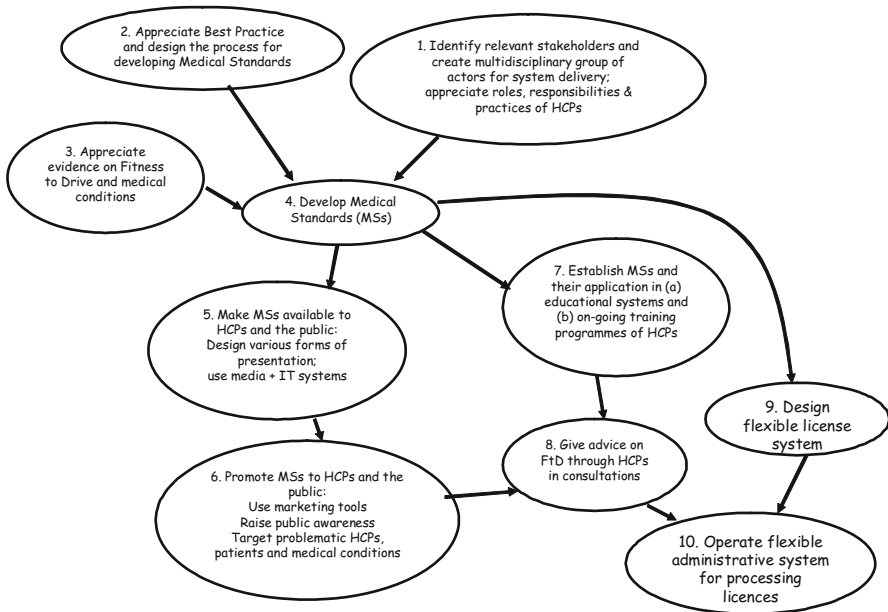 2. Appreciate Best Practice
and design the process for
developing Medical Standards
1. Identify relevant stakeholders and
create multidisciplinary group of
actors for system delivery;
appreciate roles, responsibilities &
practices of HCPs
3. Appreciate
evidence on Fitness
to Drive and medical
conditions
4. Develop Medical
Standards (MSs)
5. Make MSs available to
HCPs and the public:
Design various forms of
presentation;
use media + IT systems
7. Establish MSs and
their application in (a)
educational systems and
(b) on-going training
programmes of HCPs
9. Design
flexible license
system
6. Promote MSs to HCPs and the
public:
Use marketing tools
Raise public awareness
Target problematic HCPs,
patients and medical conditions
8. Give advice on
FtD through HCPs
in consultations
10. Operate flexible
administrative system
for processing
licences